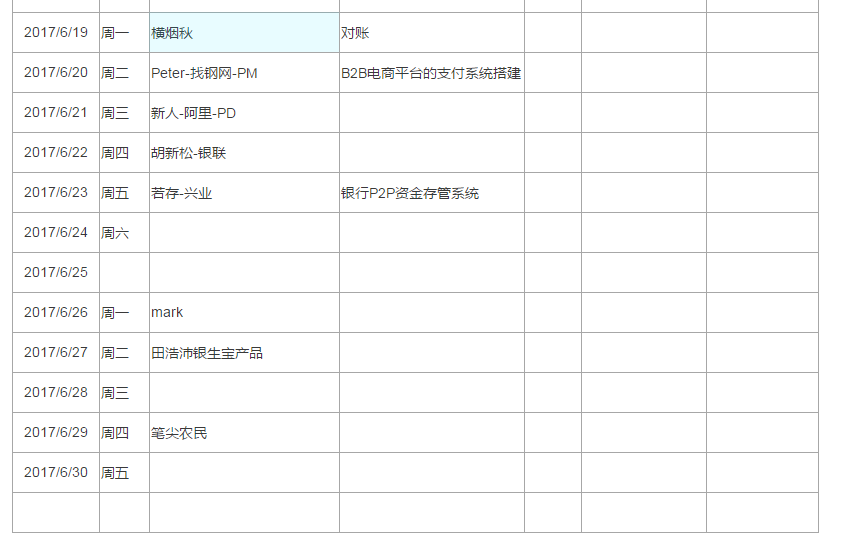 2017/6/19 周一 横烟秋 对账
2017/6/20 周二 Peter-找钢网-PM B2B电商平台的支付系统搭建
2017/6/21 周三 新人-阿里-PD
2017/6/22 周四 胡新松-银联
2017/6/23 周五 若存-兴业 银行P2P资金存管系统
2017/6/24 周六
2017/6/25
2017/6/26 周一 mark
2017/6/27 周二 田浩沛银生宝产品
2017/6/28 周三
2017/6/29 周四 笔尖农民
2017/6/30 周五